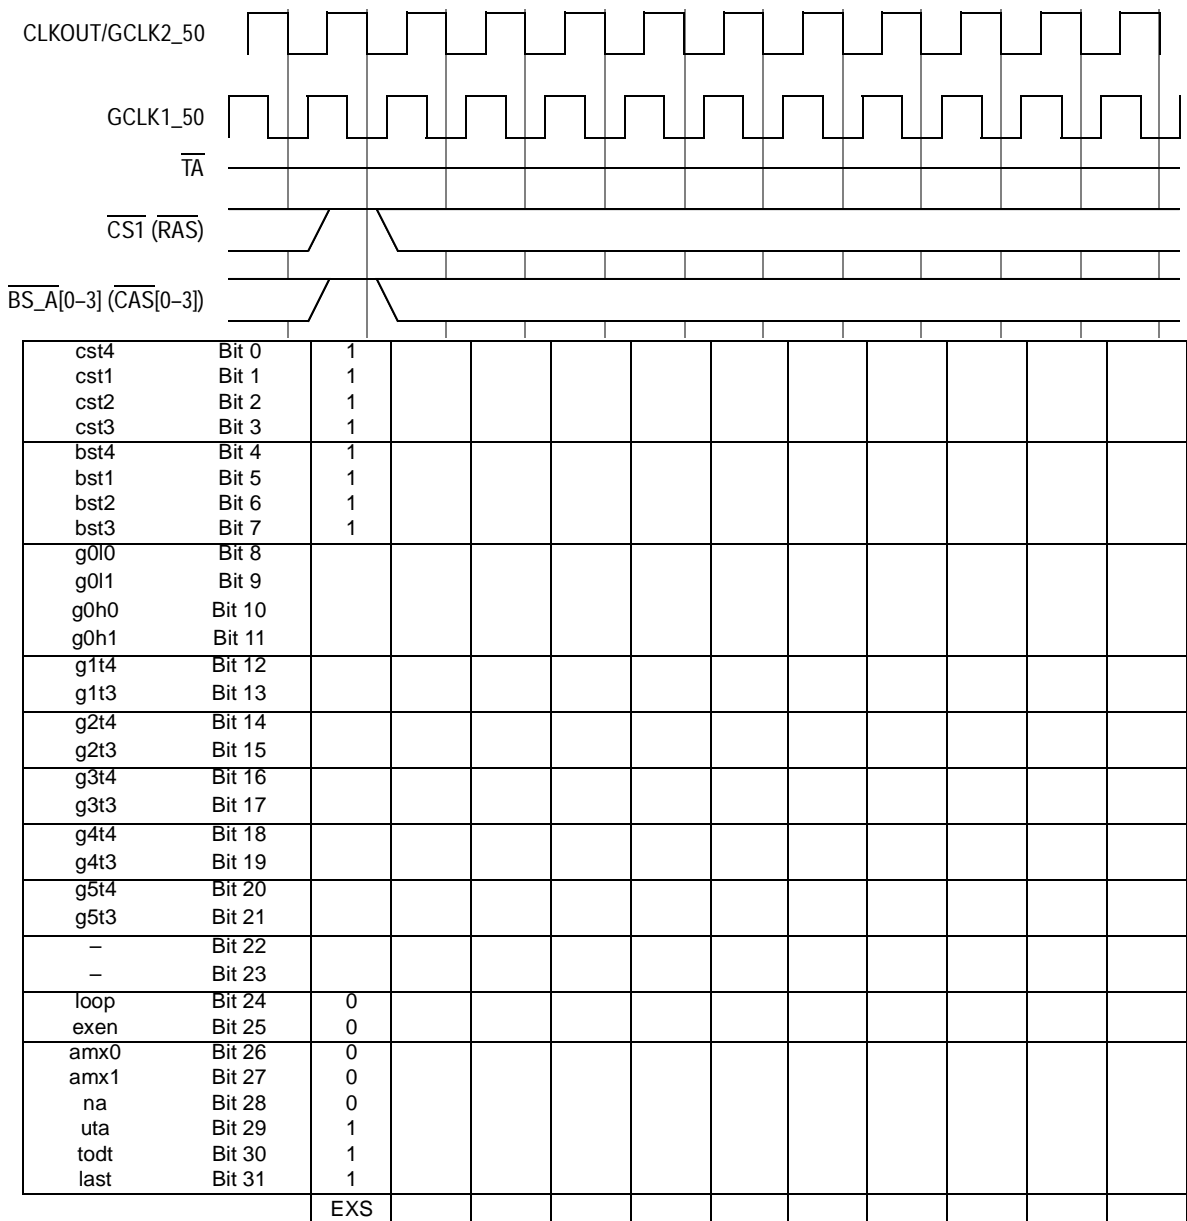 CLKOUT/GCLK2_50
GCLK1_50
TA
CS1 (RAS)
BS_A[0–3] (CAS[0–3])
cst4 Bit 0 1
cst1 Bit 1 1
cst2 Bit 2 1
cst3 Bit 3 1
bst4 Bit 4 1
bst1 Bit 5 1
bst2 Bit 6 1
bst3 Bit 7 1
g0l0 Bit 8
g0l1 Bit 9
g0h0 Bit 10
g0h1 Bit 11
g1t4 Bit 12
g1t3 Bit 13
g2t4 Bit 14
g2t3 Bit 15
g3t4 Bit 16
g3t3 Bit 17
g4t4 Bit 18
g4t3 Bit 19
g5t4 Bit 20
g5t3 Bit 21
– Bit 22
– Bit 23
loop Bit 24 0
exen Bit 25 0
amx0 Bit 26 0
amx1 Bit 27 0
na Bit 28 0
uta Bit 29 1
todt Bit 30 1
last Bit 31 1
EXS